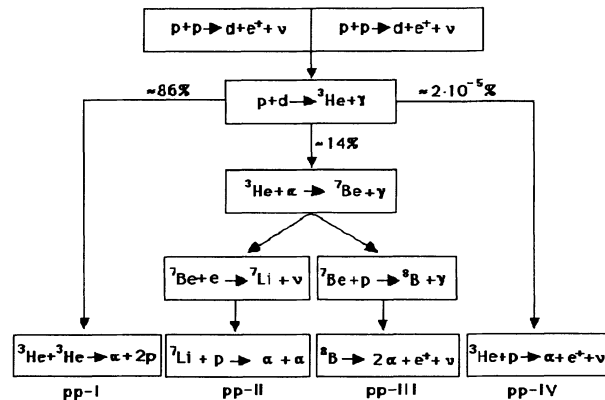 p+p→d+e⁺+ν p+p→d+e⁺+ν
≈86%
p+d→³He+γ
≈2·10⁻⁵%
≈14%
³He+α→⁷Be+γ
⁷Be+e→⁷Li+ν ⁷Be+p→⁸B+γ
³He+³He→α+2p ⁷Li+p→α+α ⁸B→2α+e⁺+ν ³He+p→α+e⁺+ν
pp-I pp-II pp-III pp-IV